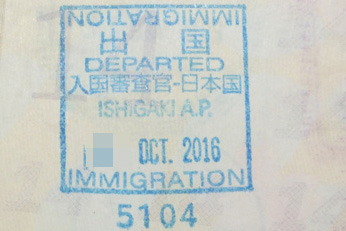 IMMIGRATION
出 国
DEPARTED
入国審査官-日本国
ISHIGAKI A.P.
OCT. 2016
IMMIGRATION
5104